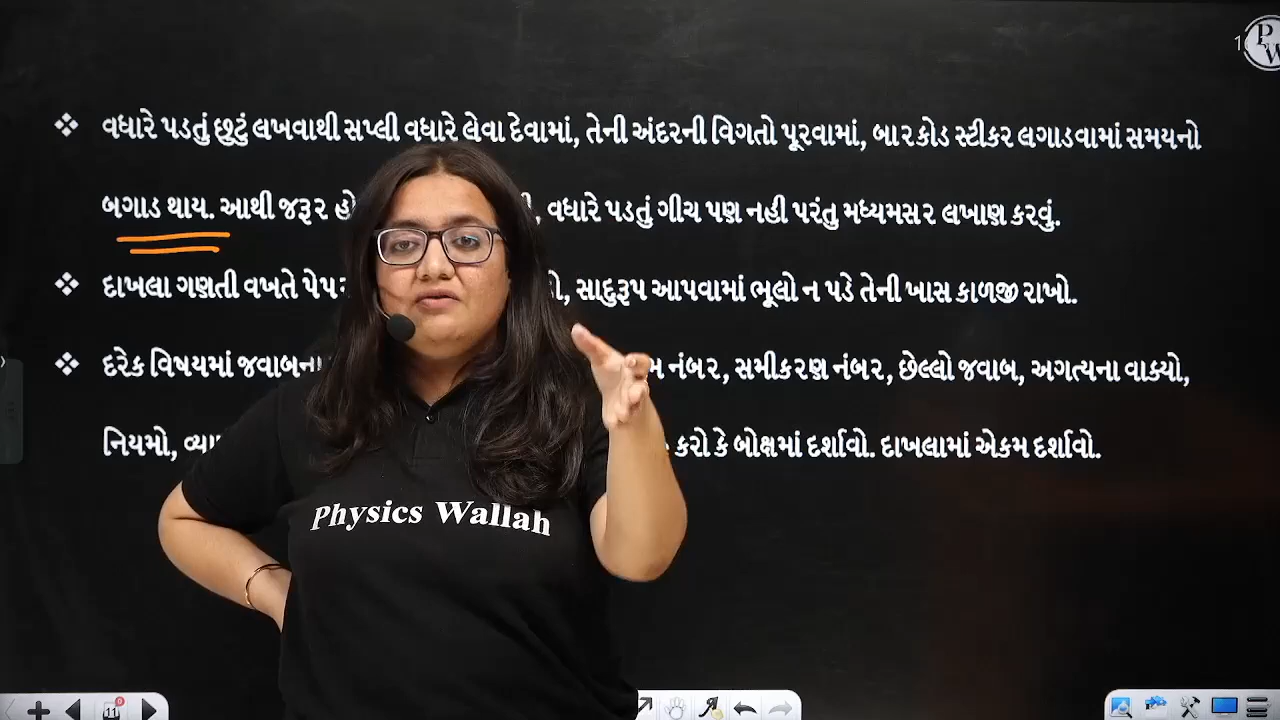 વધારે પડતું છુટું લખવાથી સપ્લી વધારે લેવા દેવામાં, તેની અંદરની વિગતો પૂરવામાં, બારકોડ સ્ટીકર લગાડવામાં સમયનો
બગાડ થાય. આથી જરૂર , વધારે પડતું ગીચ પણ નહી પરંતુ મધ્યમસર લખાણ કરવું.
દાખલા ગણતી વખતે , સાદુરૂપ આપવામાં ભૂલો ન પડે તેની ખાસ કાળજી રાખો.
દરેક વિષયમાં નંબર, સમીકરણ નંબર, છેલ્લો જવાબ, અગત્યના વાક્યો,
નિયમો, કરો કે બોક્ષમાં દર્શાવો. દાખલામાં એકમ દર્શાવો.
Physics Wallah
11